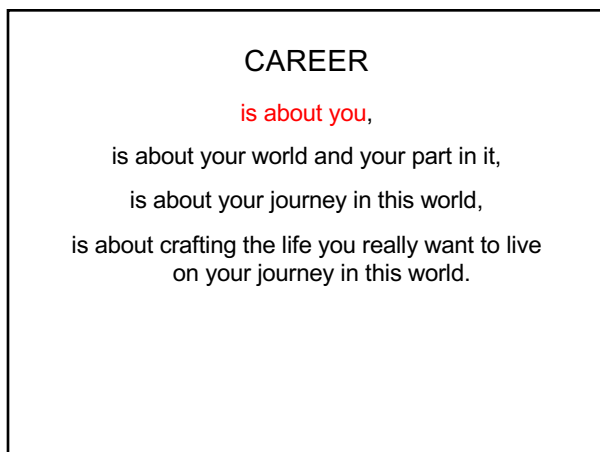 CAREER
is about you,
is about your world and your part in it,
is about your journey in this world,
is about crafting the life you really want to live
on your journey in this world.